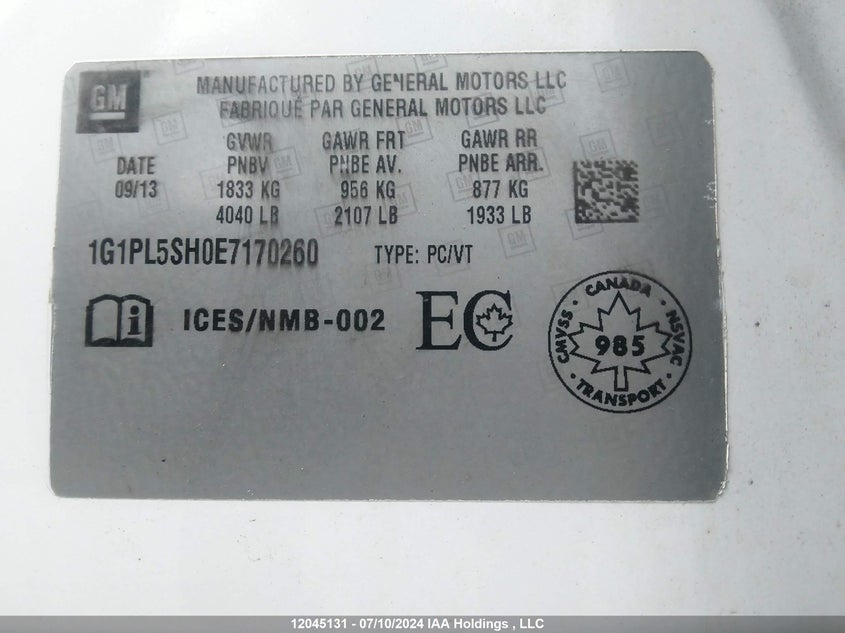 GM
MANUFACTURED BY GENERAL MOTORS LLC
FABRIQUÉ PAR GENERAL MOTORS LLC
GVWR GAWR FRT GAWR RR
DATE PNBV PNBE AV. PNBE ARR.
09/13 1833 KG 956 KG 877 KG
4040 LB 2107 LB 1933 LB
1G1PL5SH0E7170260 TYPE: PC/VT
i ICES/NMB-002 EC
CANADA
CMVSS 985 NSVAC
TRANSPORT
12045131 - 07/10/2024 IAA Holdings , LLC